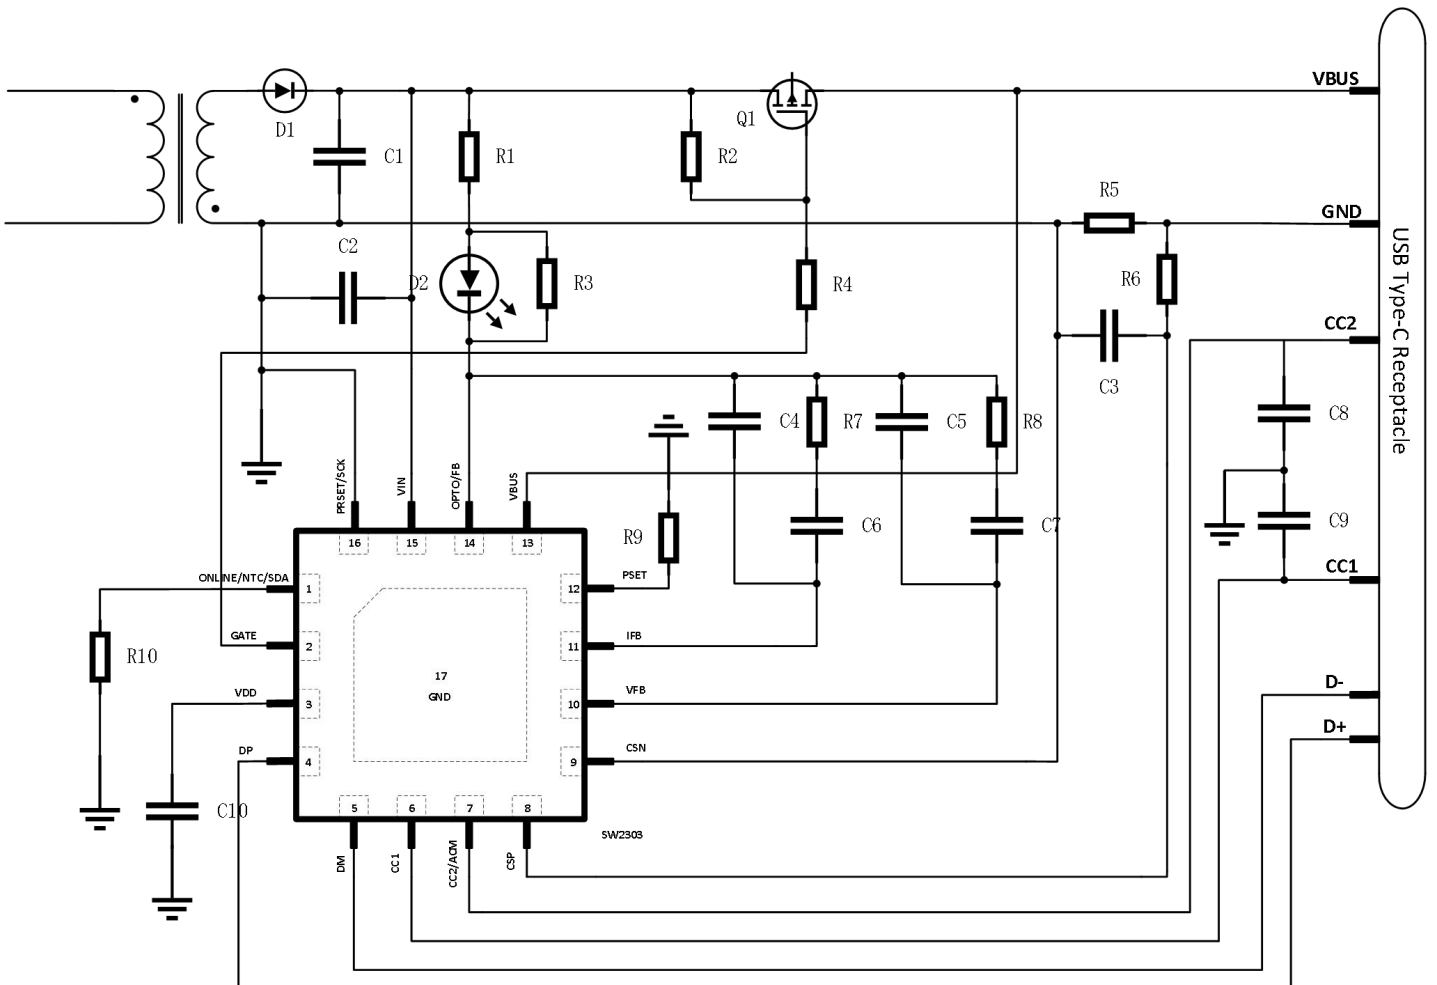 VBUS
Q1
D1
C1
R1
R2
R5
GND
C2
D2
R3
R4
R6
CC2
USB Type-C Receptacle
C3
C4
R7
C5
R8
C8
PRSET/SCK
VIN
OPTO/FB
VBUS
R9
C6
C7
C9
16
15
14
13
ONLINE/NTC/SDA
1
12
PSET
CC1
GATE
2
11
IFB
R10
17
GND
VDD
3
10
VFB
D-
D+
DP
4
9
CSN
C10
5
6
7
8
SW2303
DM
CC1
CC2/ACM
CSP